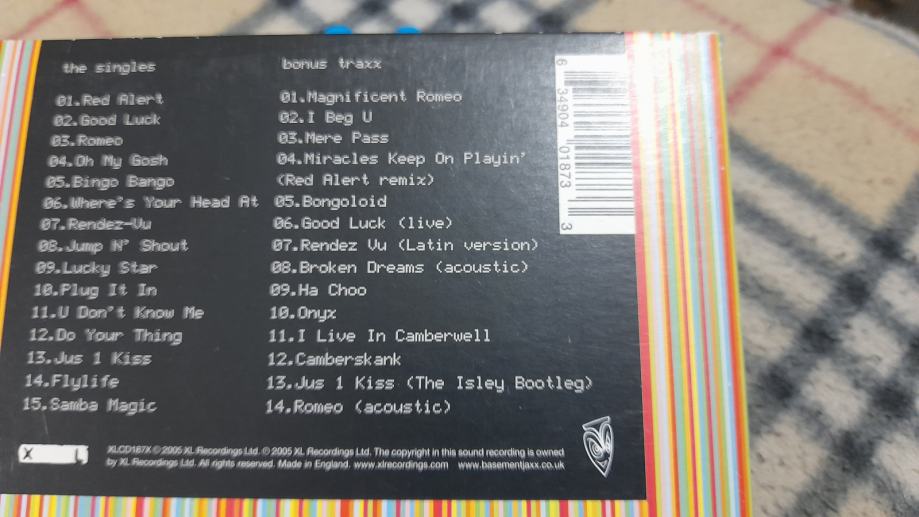 the singles
01.Red Alert
02.Good Luck
03.Romeo
04.Oh My Gosh
05.Bingo Bango
06.Where's Your Head At
07.Rendez-Vu
08.Jump N' Shout
09.Lucky Star
10.Plug It In
11.U Don't Know Me
12.Do Your Thing
13.Jus 1 Kiss
14.Flylife
15.Samba Magic
bonus traxx
01.Magnificent Romeo
02.I Beg U
03.Mere Pass
04.Miracles Keep On Playin'
(Red Alert remix)
05.Bongoloid
06.Good Luck (live)
07.Rendez Vu (Latin version)
08.Broken Dreams (acoustic)
09.Ha Choo
10.Onyx
11.I Live In Camberwell
12.Camberskank
13.Jus 1 Kiss (The Isley Bootleg)
14.Romeo (acoustic)
6 34904 01873 3
X L
XLCD187X © 2005 XL Recordings Ltd. ℗ 2005 XL Recordings Ltd. The copyright in this sound recording is owned
by XL Recordings Ltd. All rights reserved. Made in England. www.xlrecordings.com www.basementjaxx.co.uk